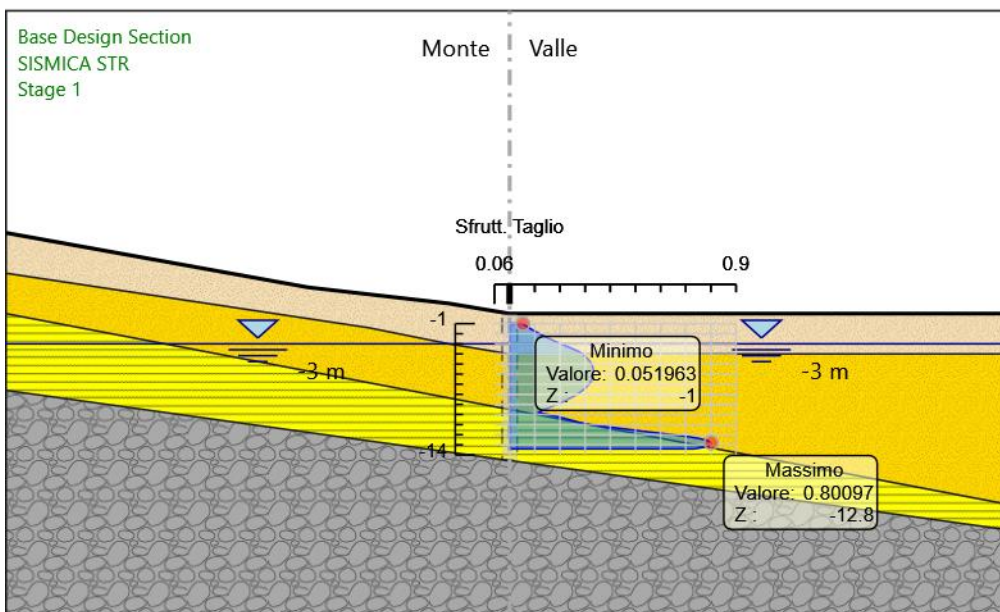 Base Design Section
SISMICA STR
Stage 1
Monte
Valle
Sfrutt. Taglio
0.06
0.9
-1
Minimo
Valore: 0.051963
Z : -1
-3 m
-3 m
-14
Massimo
Valore: 0.80097
Z : -12.8